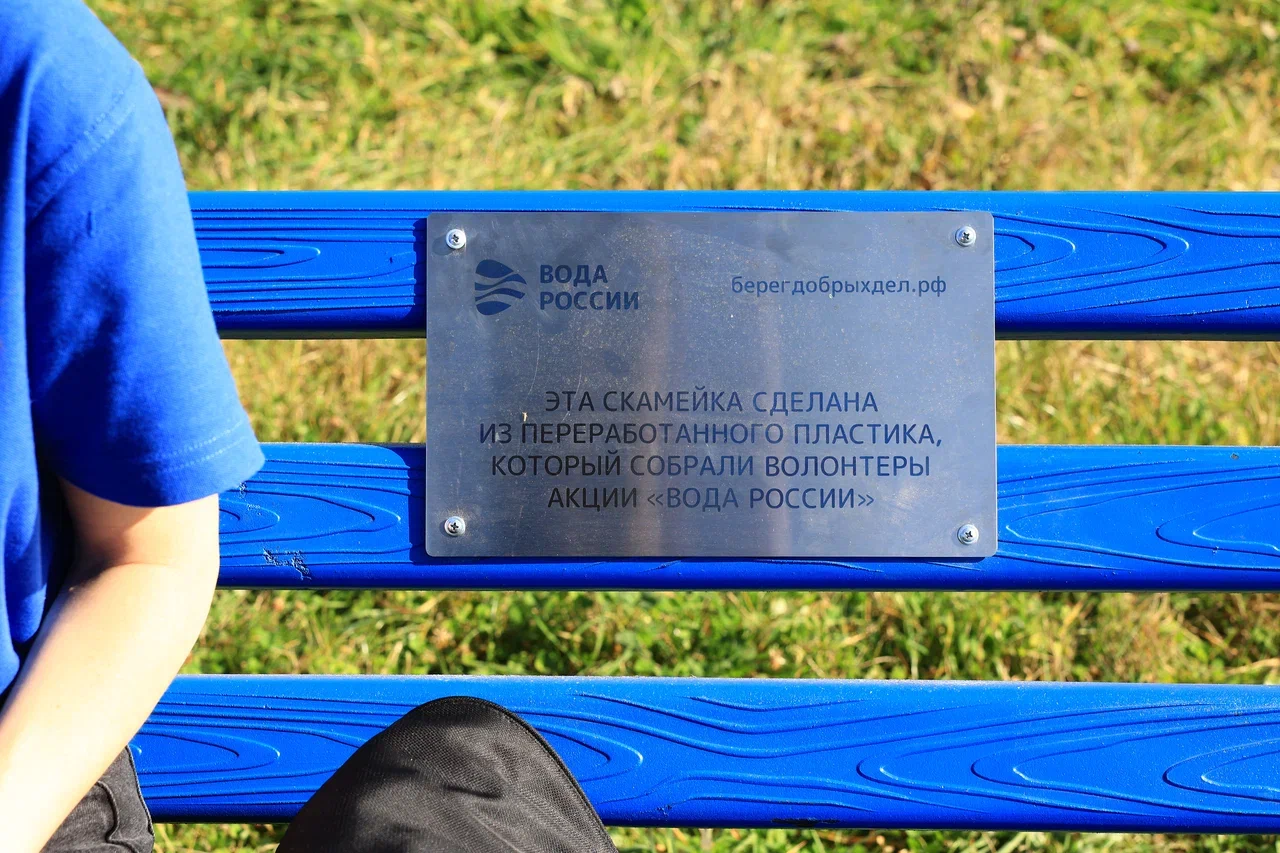 ВОДА
РОССИИ
берегдобрыхдел.рф
ЭТА СКАМЕЙКА СДЕЛАНА
ИЗ ПЕРЕРАБОТАННОГО ПЛАСТИКА,
КОТОРЫЙ СОБРАЛИ ВОЛОНТЕРЫ
АКЦИИ «ВОДА РОССИИ»